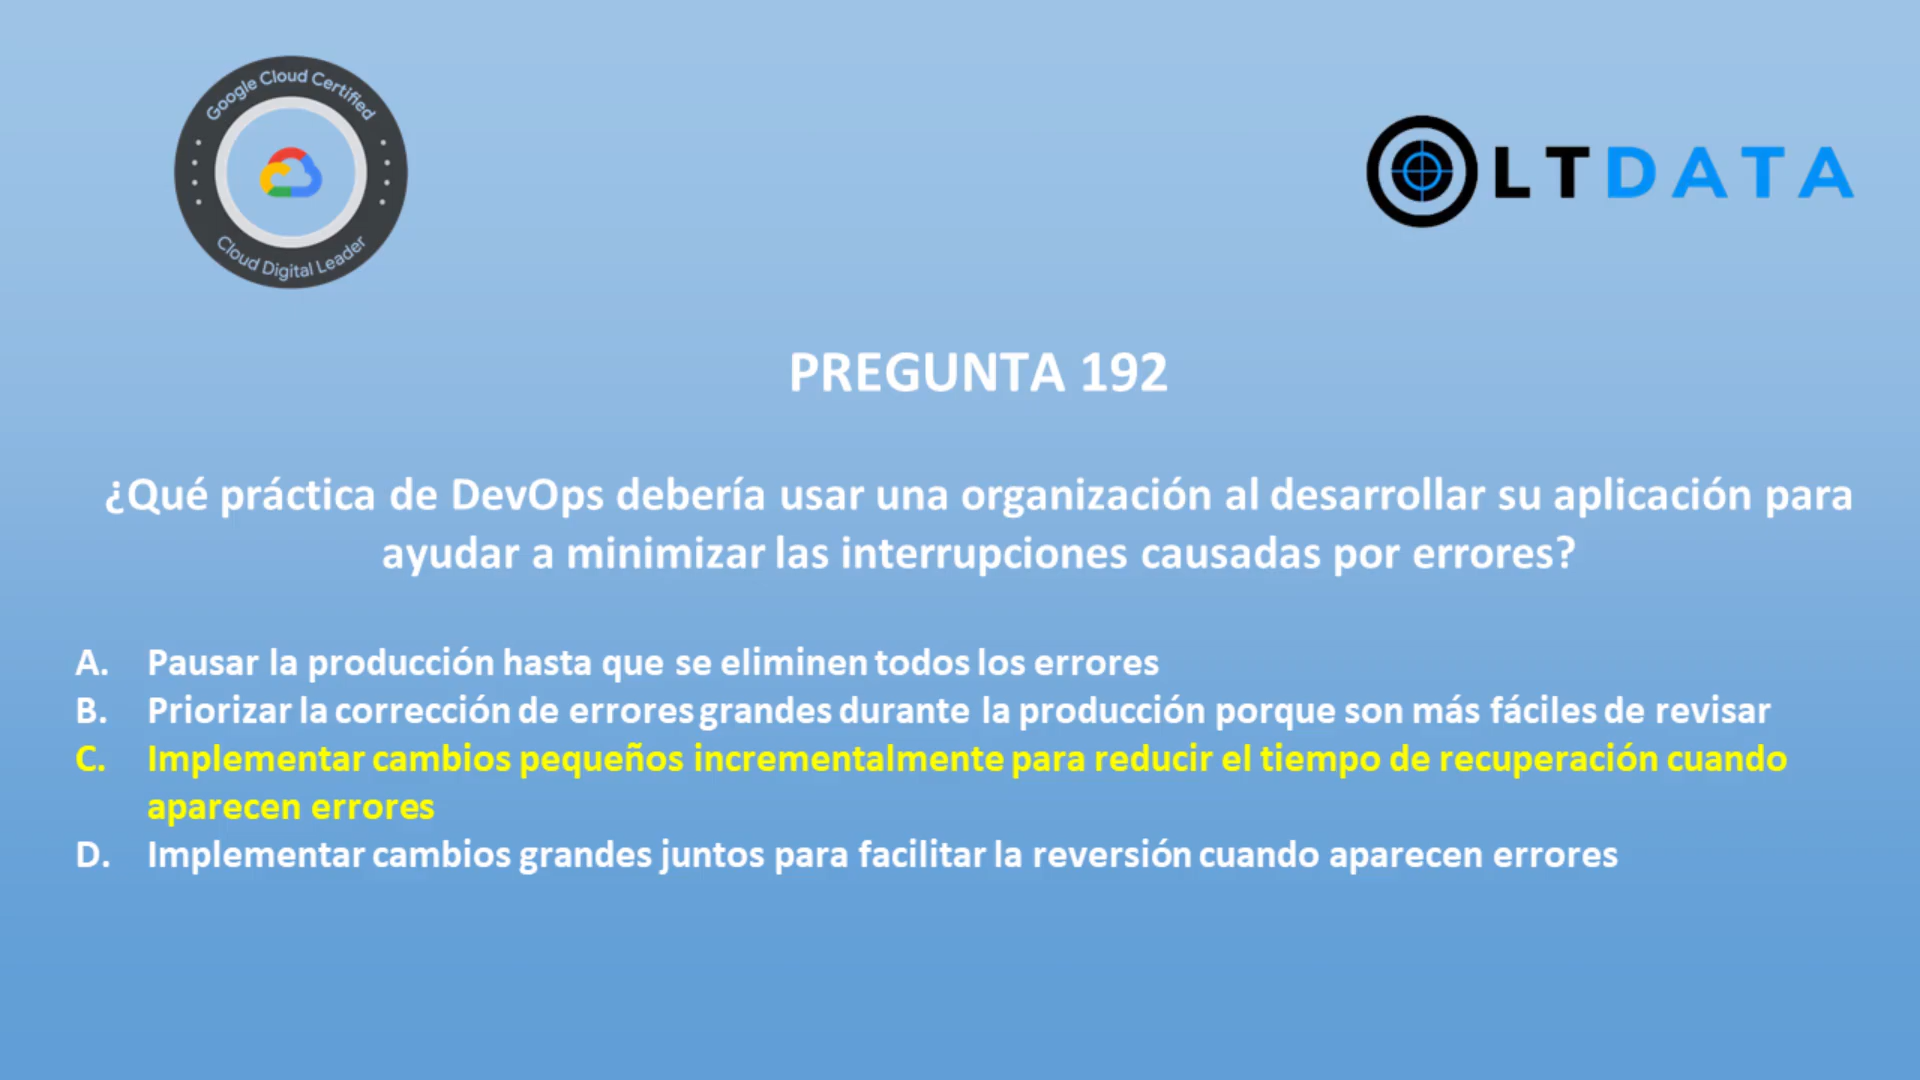 Google Cloud Certified
Cloud Digital Leader
LTDATA
PREGUNTA 192
¿Qué práctica de DevOps debería usar una organización al desarrollar su aplicación para
ayudar a minimizar las interrupciones causadas por errores?
A. Pausar la producción hasta que se eliminen todos los errores
B. Priorizar la corrección de errores grandes durante la producción porque son más fáciles de revisar
C. Implementar cambios pequeños incrementalmente para reducir el tiempo de recuperación cuando
aparecen errores
D. Implementar cambios grandes juntos para facilitar la reversión cuando aparecen errores